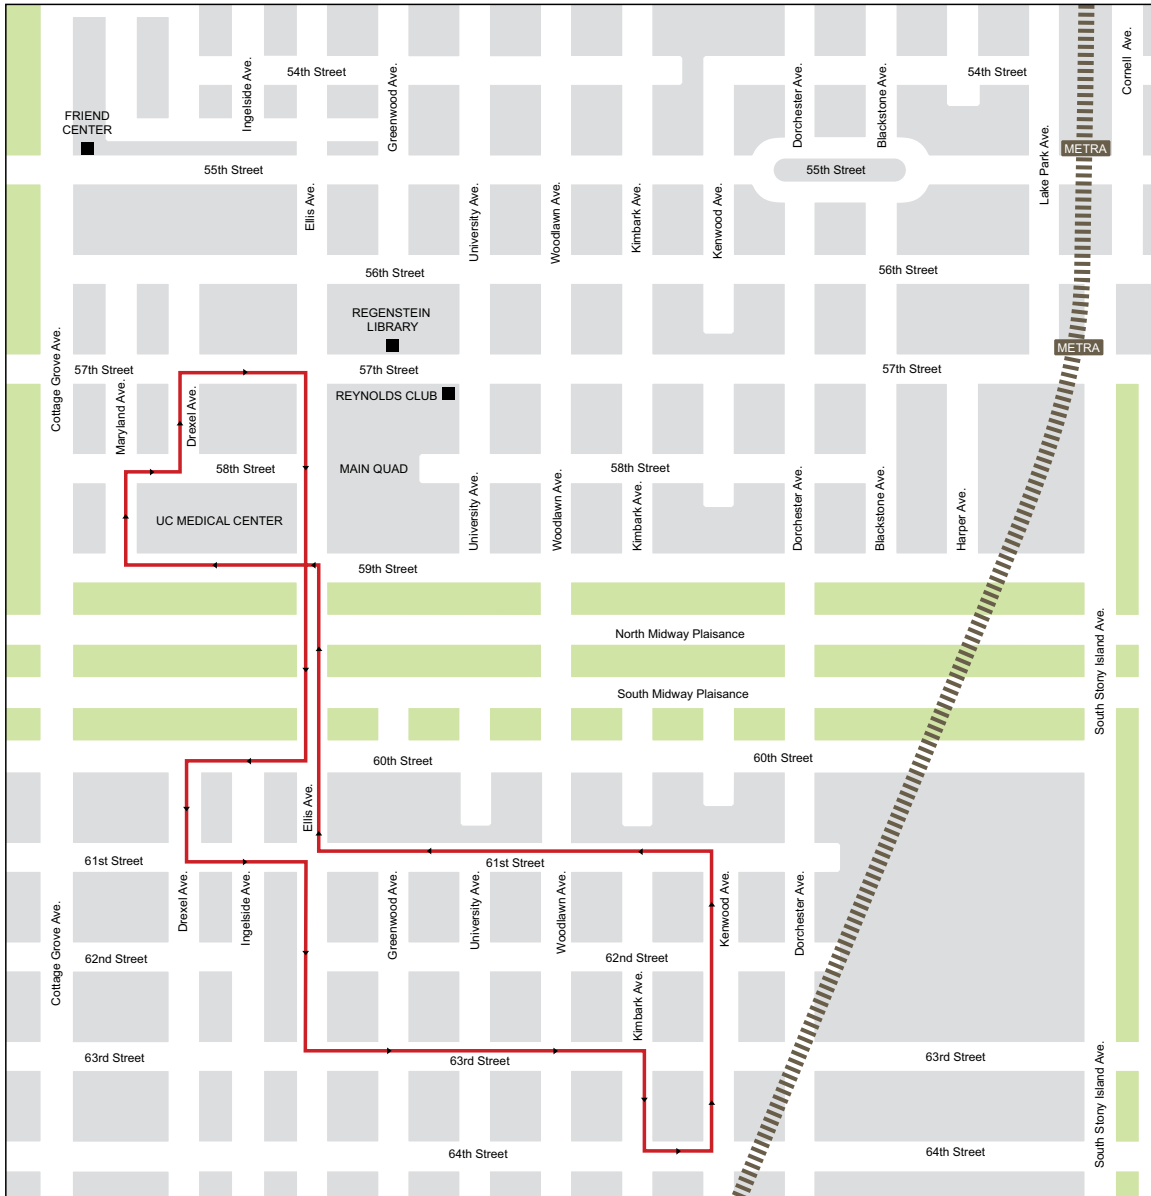 54th Street
54th Street
Ingelside Ave.
Greenwood Ave.
Dorchester Ave.
Blackstone Ave.
Cornell Ave.
FRIEND
CENTER
METRA
Lake Park Ave.
55th Street
55th Street
Ellis Ave.
University Ave.
Woodlawn Ave.
Kimbark Ave.
Kenwood Ave.
56th Street
56th Street
REGENSTEIN
LIBRARY
METRA
Cottage Grove Ave.
57th Street
57th Street
57th Street
Maryland Ave.
Drexel Ave.
REYNOLDS CLUB
58th Street
MAIN QUAD
58th Street
University Ave.
Woodlawn Ave.
Kimbark Ave.
Dorchester Ave.
Blackstone Ave.
Harper Ave.
UC MEDICAL CENTER
59th Street
North Midway Plaisance
South Stony Island Ave.
South Midway Plaisance
60th Street
60th Street
Ellis Ave.
61st Street
61st Street
Drexel Ave.
Ingelside Ave.
Greenwood Ave.
University Ave.
Woodlawn Ave.
Kenwood Ave.
Dorchester Ave.
Cottage Grove Ave.
62nd Street
62nd Street
Kimbark Ave.
63rd Street
63rd Street
63rd Street
South Stony Island Ave.
64th Street
64th Street